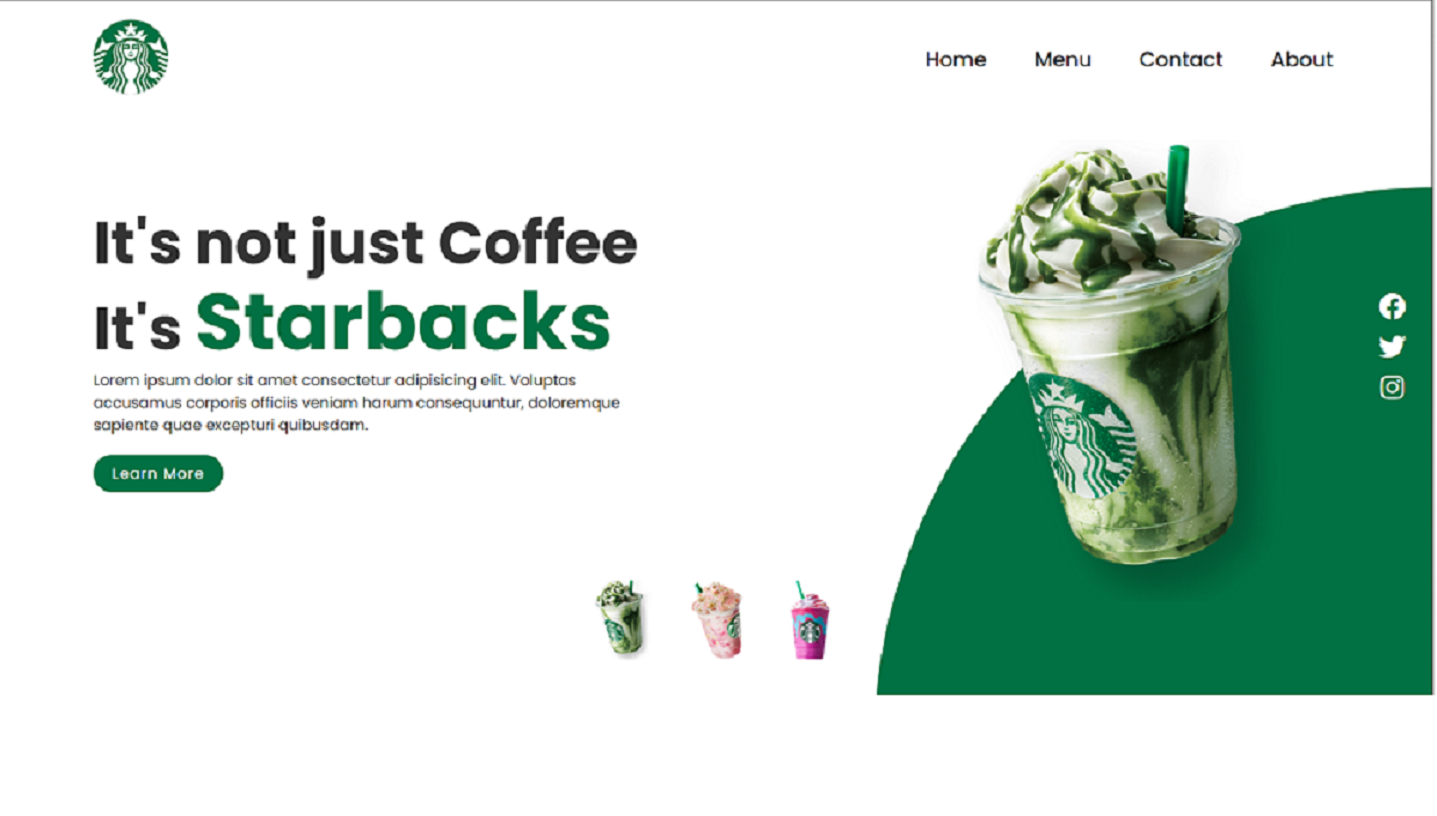 Home Menu Contact About
It's not just Coffee
It's Starbacks
Lorem ipsum dolor sit amet consectetur adipisicing elit. Voluptas
accusamus corporis officiis veniam harum consequuntur, doloremque
sapiente quae excepturi quibusdam.
Learn More